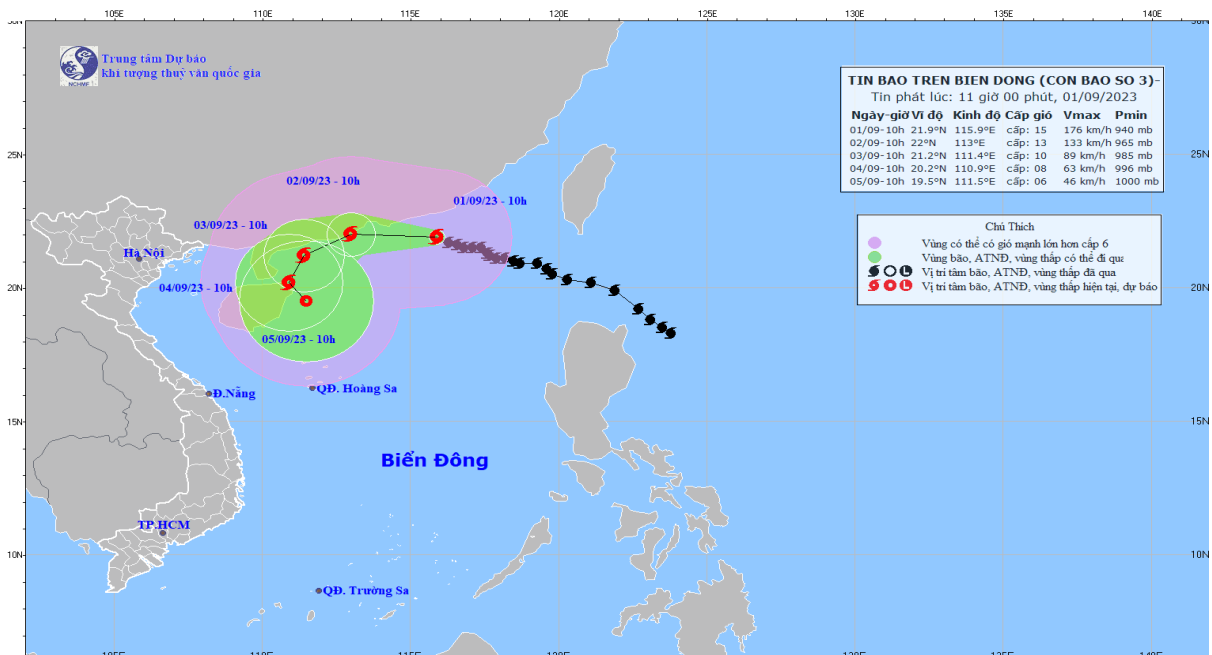 105E 110E 115E 120E 125E 130E 135E 140E
Trung tâm Dự báo
khí tượng thuỷ văn quốc gia
NCHMF
TIN BAO TREN BIEN DONG (CON BAO SO 3)-
Tin phát lúc: 11 giờ 00 phút, 01/09/2023
Ngày-giờ Vĩ độ Kinh độ Cấp gió Vmax Pmin
01/09-10h 21.9°N 115.9°E cấp: 15 176 km/h 940 mb
02/09-10h 22°N 113°E cấp: 13 133 km/h 965 mb
03/09-10h 21.2°N 111.4°E cấp: 10 89 km/h 985 mb
04/09-10h 20.2°N 110.9°E cấp: 08 63 km/h 996 mb
05/09-10h 19.5°N 111.5°E cấp: 06 46 km/h 1000 mb
25N 25N
02/09/23 - 10h
01/09/23 - 10h
03/09/23 - 10h
Chú Thích
Vùng có thể có gió mạnh lớn hơn cấp 6
Vùng bão, ATNĐ, vùng thấp có thể đi qua
Vị trí tâm bão, ATNĐ, vùng thấp đã qua
Vị trí tâm bão, ATNĐ, vùng thấp hiện tại, dự báo
Hà Nội
04/09/23 - 10h
20N 20N
05/09/23 - 10h
Đ.Nẵng
QĐ. Hoàng Sa
15N 15N
Biển Đông
TP.HCM
10N 10N
QĐ. Trường Sa